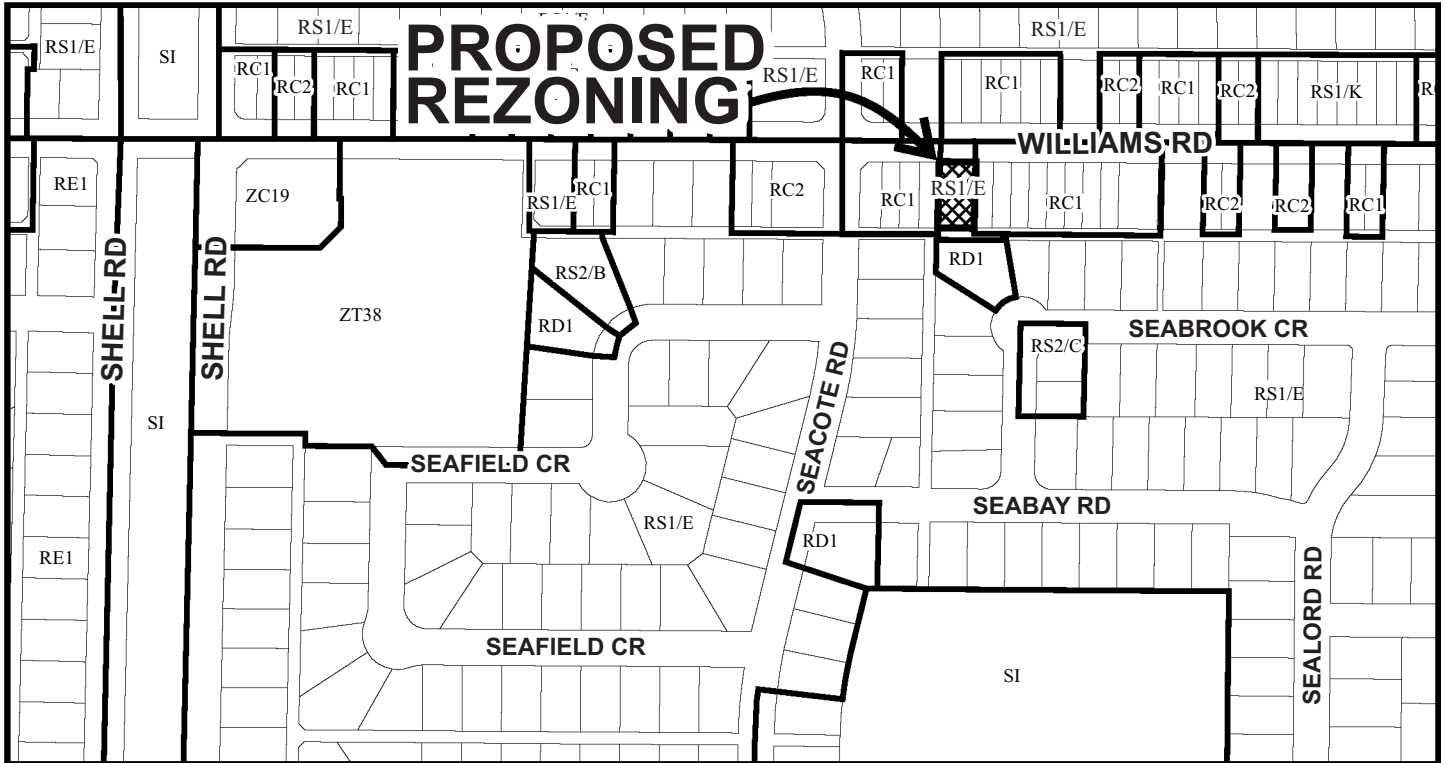 RS1/E
RS1/E
RS1/E
SI
PROPOSED
REZONING
RC1
RC2
RC1
RS1/E
RC1
RC1
RC2
RC1
RC2
RS1/K
WILLIAMS RD
RE1
ZC19
RS1/E
RC1
RC2
RC1
RS1/E
RC1
RC2
RC2
RC1
SHELL RD
SHELL RD
ZT38
RS2/B
RD1
RD1
SEABROOK CR
RS2/C
RS1/E
SEACOTE RD
SI
SEAFIELD CR
RS1/E
SEABAY RD
RD1
RE1
SEALORD RD
SEAFIELD CR
SI